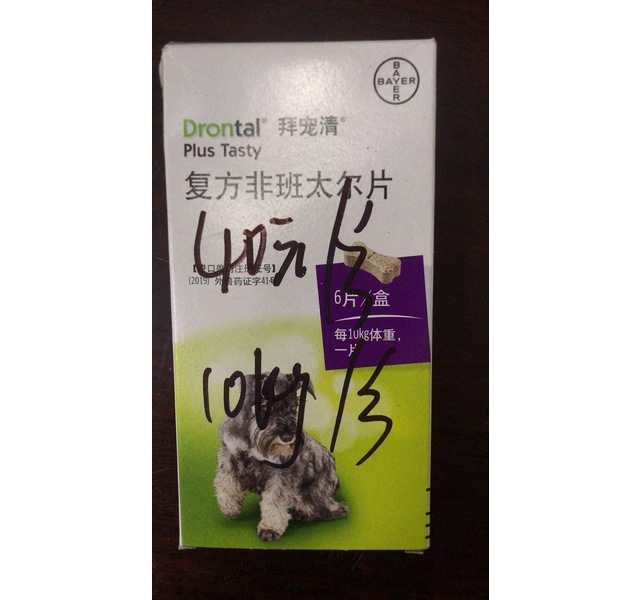 BAYER
BAYER
Drontal® 拜宠清®
Plus Tasty
复方非班太尔片
40元/
【进口兽药注册证号】
(2019) 外兽药证字41号
6片/盒
每10kg体重,
一片
10kg/